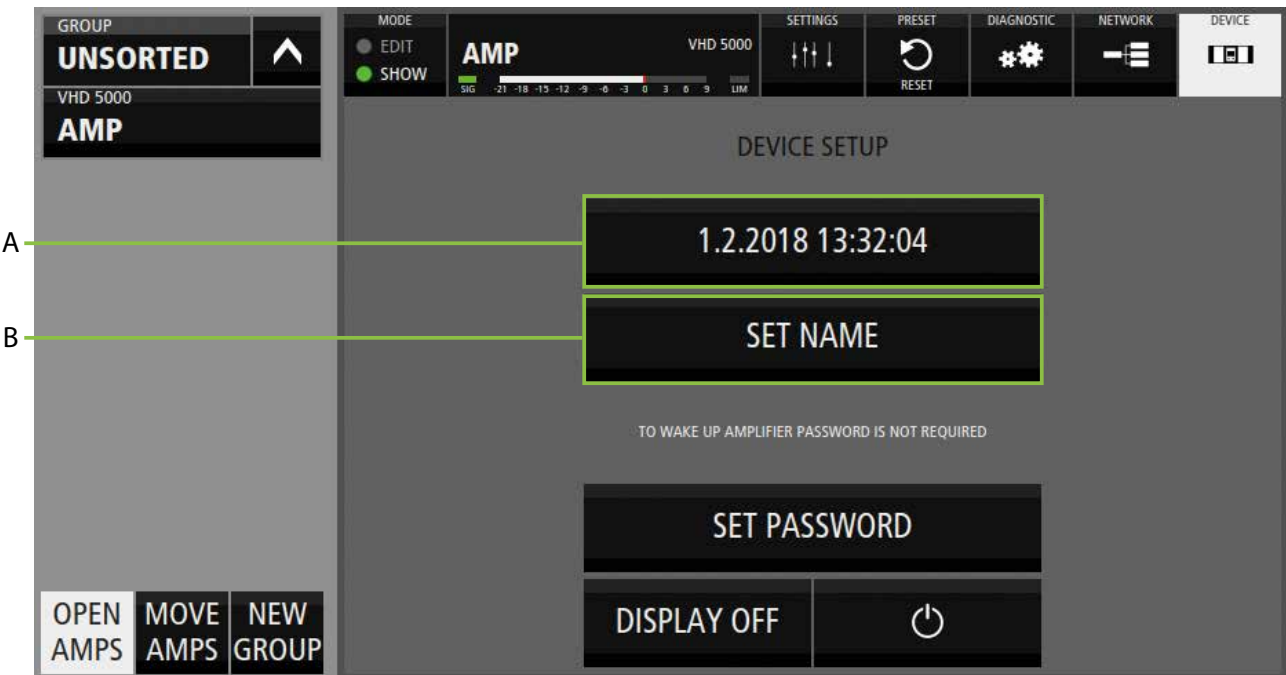 GROUP
UNSORTED
VHD 5000
AMP
MODE
EDIT
SHOW
AMP
VHD 5000
SIG -21 -18 -15 -12 -9 -6 -3 0 3 6 9 LIM
SETTINGS
PRESET
RESET
DIAGNOSTIC
NETWORK
DEVICE
DEVICE SETUP
A
1.2.2018 13:32:04
B
SET NAME
TO WAKE UP AMPLIFIER PASSWORD IS NOT REQUIRED
SET PASSWORD
DISPLAY OFF
OPEN
AMPS
MOVE
AMPS
NEW
GROUP